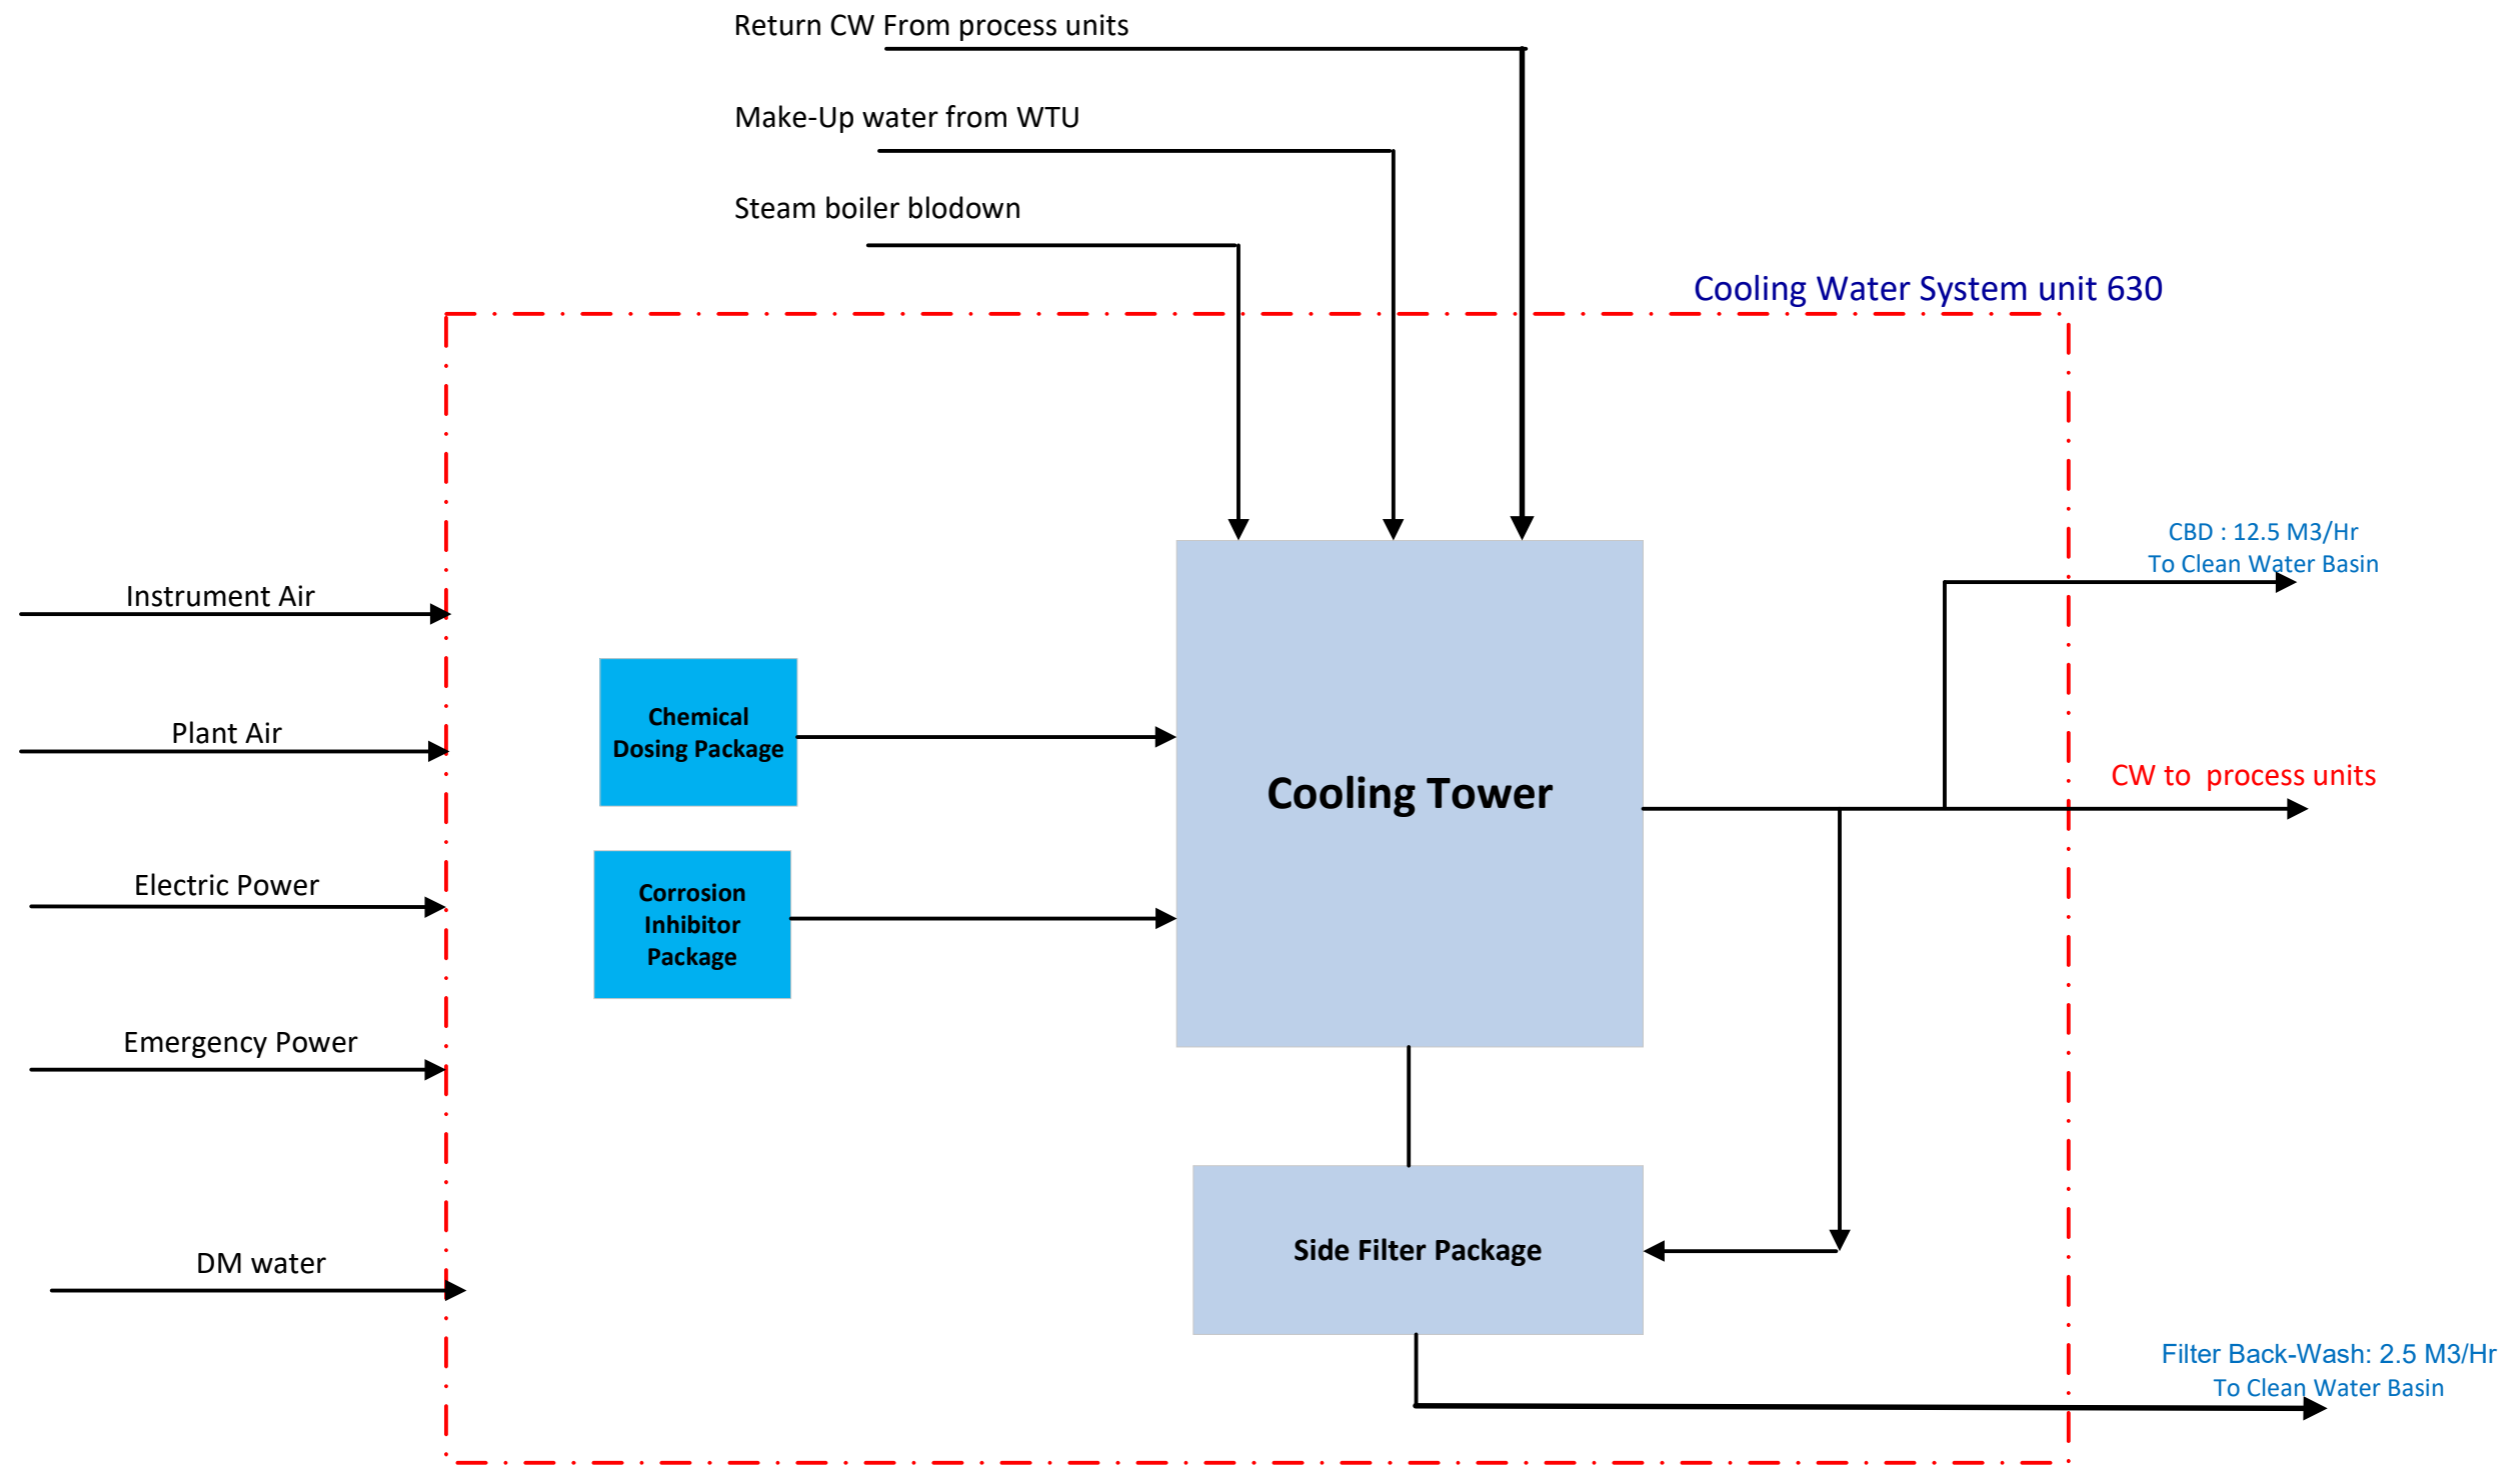 Return CW From process units
Make-Up water from WTU
Steam boiler blodown
Cooling Water System unit 630
CBD : 12.5 M3/Hr
To Clean Water Basin
Instrument Air
Chemical
Dosing Package
Plant Air
CW to  process units
Cooling Tower
Electric Power
Corrosion
Inhibitor
Package
Emergency Power
Side Filter Package
DM water
Filter Back-Wash: 2.5 M3/Hr
To Clean Water Basin